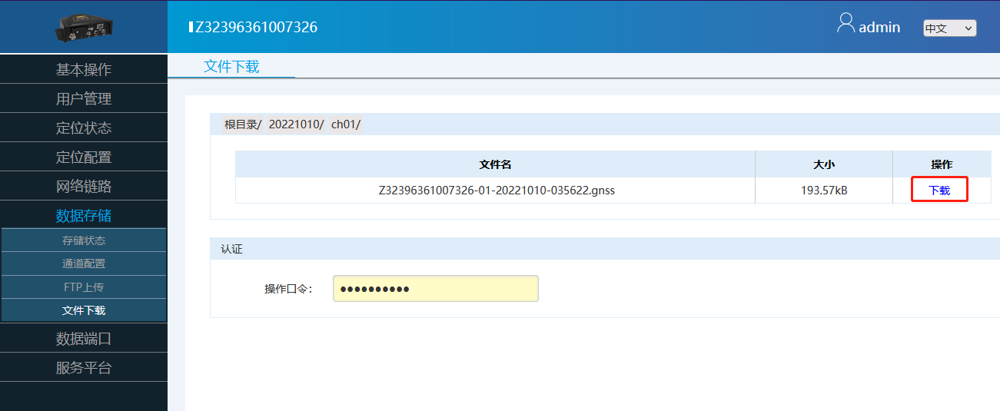 Z32396361007326
admin
中文
基本操作
用户管理
定位状态
定位配置
网络链路
数据存储
存储状态
通道配置
FTP上传
文件下载
数据端口
服务平台
文件下载
根目录/ 20221010/ ch01/
文件名 大小 操作
Z32396361007326-01-20221010-035622.gnss 193.57kB 下载
认证
操作口令： ●●●●●●●●●●